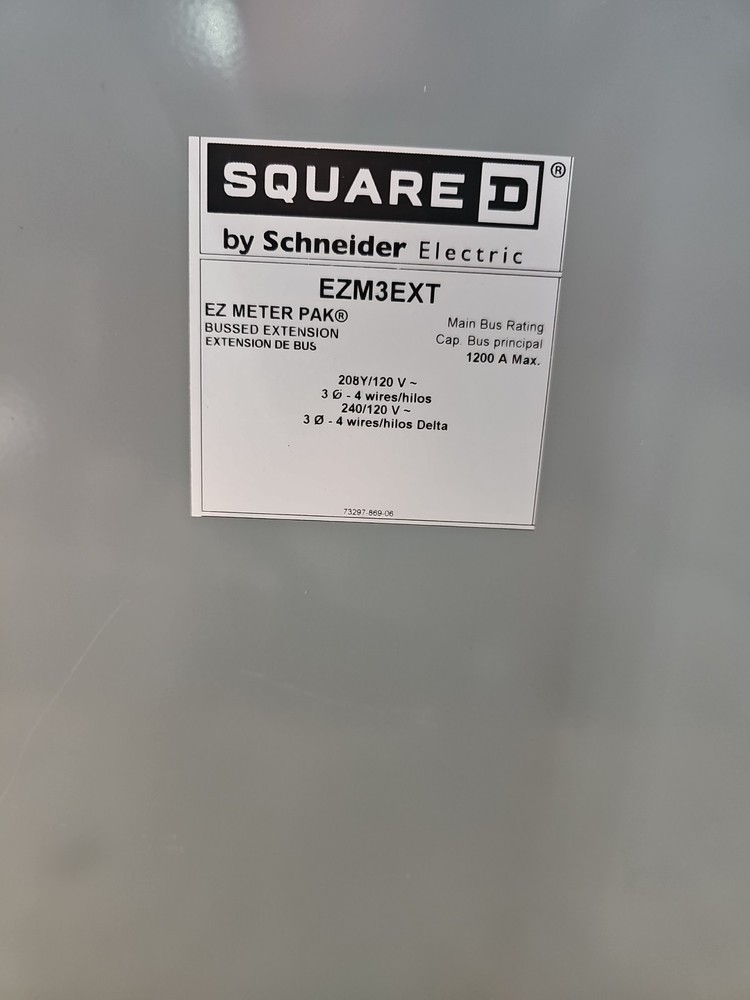 SQUARE D ®
by Schneider Electric
EZM3EXT
EZ METER PAK®
BUSSED EXTENSION
EXTENSION DE BUS
Main Bus Rating
Cap. Bus principal
1200 A Max.
208Y/120 V ~
3 Ø - 4 wires/hilos
240/120 V ~
3 Ø - 4 wires/hilos Delta
73297-869-06